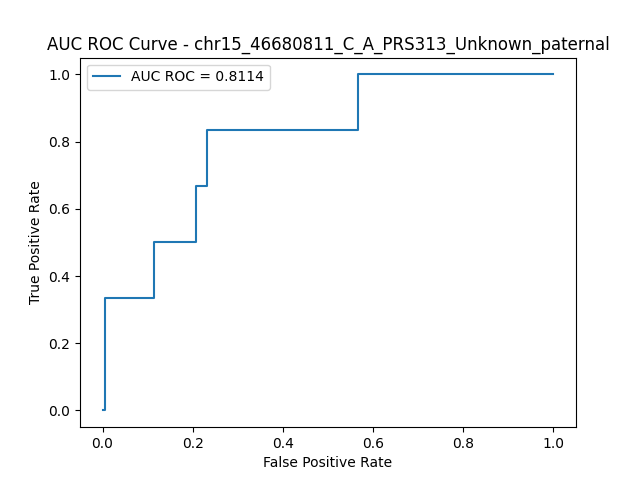 AUC ROC Curve - chr15_46680811_C_A_PRS313_Unknown_paternal
AUC ROC = 0.8114
1.0
0.8
0.6
0.4
0.2
0.0
True Positive Rate
0.0 0.2 0.4 0.6 0.8 1.0
False Positive Rate